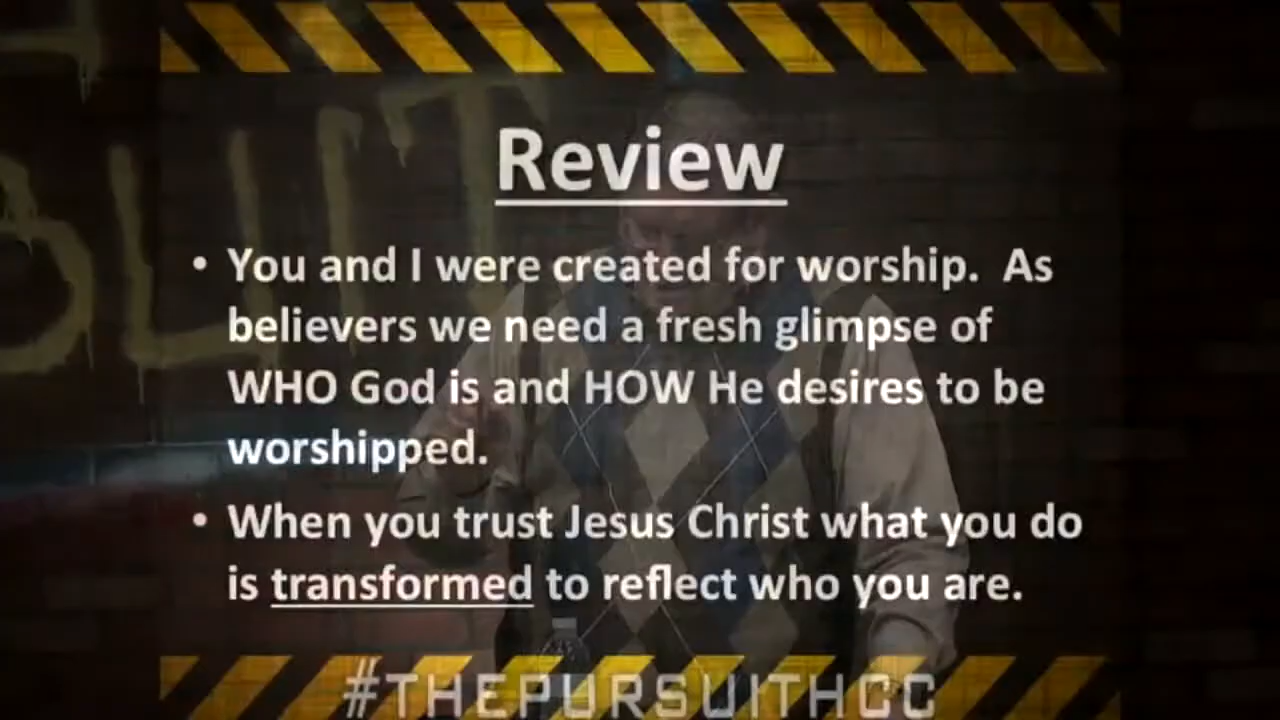 BUT
Review
• You and I were created for worship.  As
believers we need a fresh glimpse of
WHO God is and HOW He desires to be
worshipped.
• When you trust Jesus Christ what you do
is transformed to reflect who you are.
#THEPURSUITHCC